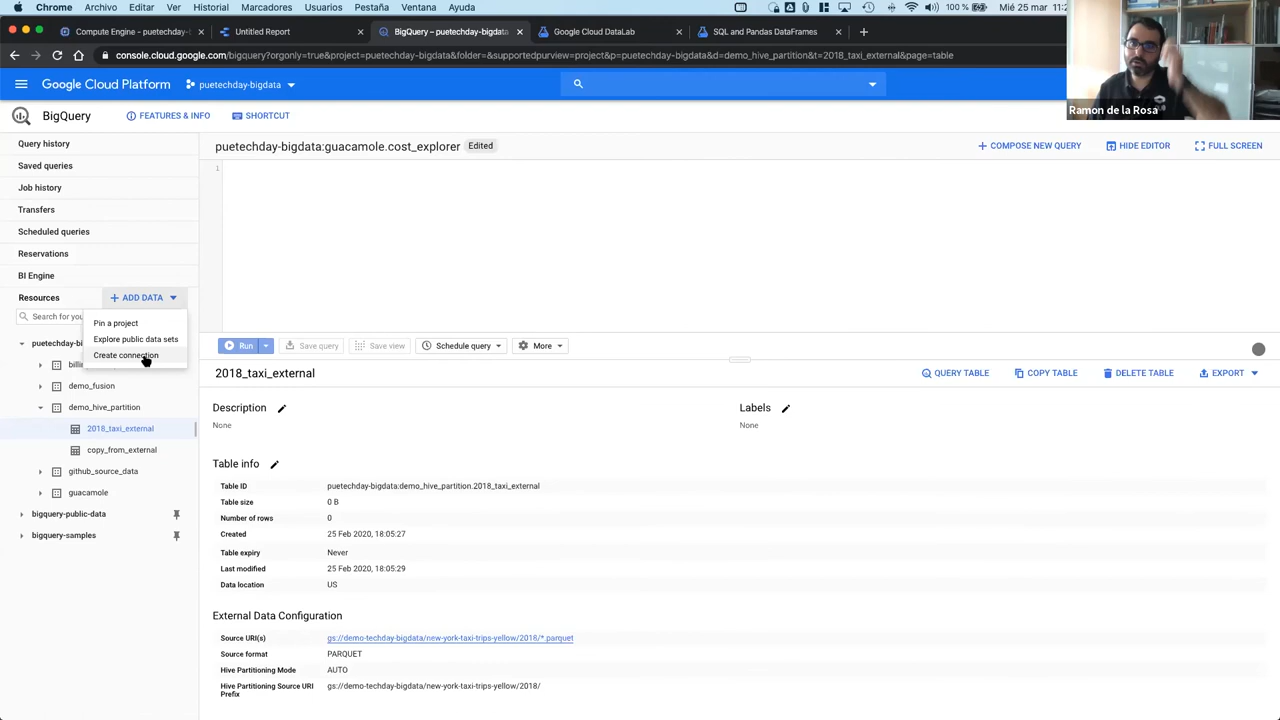 Chrome Archivo Editar Ver Historial Marcadores Usuarios Pestaña Ventana Ayuda 100 % Mié 25 mar
Compute Engine – puetechday-b Untitled Report BigQuery – puetechday-bigdata Google Cloud DataLab SQL and Pandas DataFrames
console.cloud.google.com/bigquery?orgonly=true&project=puetechday-bigdata&folder=&supportedpurview=project&p=puetechday-bigdata&d=demo_hive_partition&t=2018_taxi_external&page=table
Google Cloud Platform puetechday-bigdata
Ramon de la Rosa
BigQuery FEATURES & INFO SHORTCUT
Query history
Saved queries
Job history
Transfers
Scheduled queries
Reservations
BI Engine
Resources ADD DATA
Search for you
Pin a project
Explore public data sets
Create connection
puetechday-bi
billin
demo_fusion
demo_hive_partition
2018_taxi_external
copy_from_external
github_source_data
guacamole
bigquery-public-data
bigquery-samples
puetechday-bigdata:guacamole.cost_explorer Edited COMPOSE NEW QUERY HIDE EDITOR FULL SCREEN
1
Run Save query Save view Schedule query More
2018_taxi_external QUERY TABLE COPY TABLE DELETE TABLE EXPORT
Description Labels
None None
Table info
Table ID puetechday-bigdata:demo_hive_partition.2018_taxi_external
Table size 0 B
Number of rows 0
Created 25 Feb 2020, 18:05:27
Table expiry Never
Last modified 25 Feb 2020, 18:05:29
Data location US
External Data Configuration
Source URI(s) gs://demo-techday-bigdata/new-york-taxi-trips-yellow/2018/*.parquet
Source format PARQUET
Hive Partitioning Mode AUTO
Hive Partitioning Source URI gs://demo-techday-bigdata/new-york-taxi-trips-yellow/2018/
Prefix